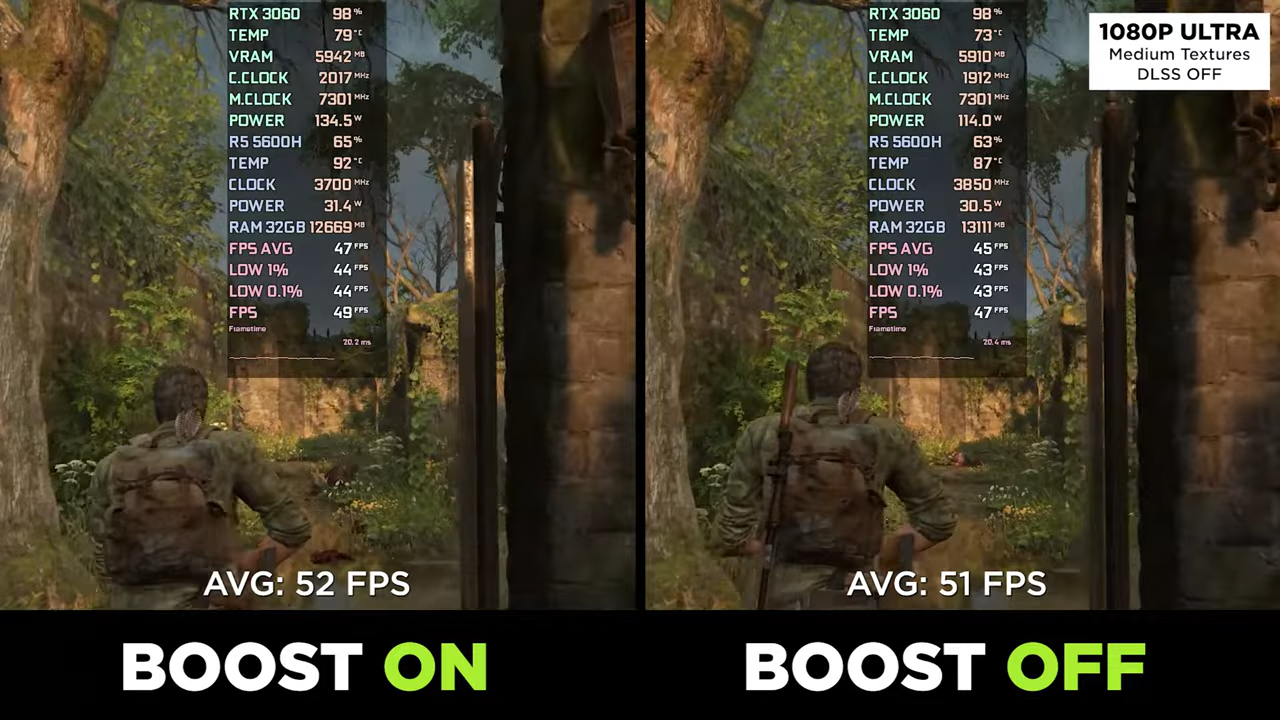 RTX 3060 98 %
TEMP 79 °C
VRAM 5942 MB
C.CLOCK 2017 MHz
M.CLOCK 7301 MHz
POWER 134.5 W
R5 5600H 65 %
TEMP 92 °C
CLOCK 3700 MHz
POWER 31.4 W
RAM 32GB 12669 MB
FPS AVG 47 FPS
LOW 1% 44 FPS
LOW 0.1% 44 FPS
FPS 49 FPS
Frametime
20.2 ms
AVG: 52 FPS
BOOST ON
RTX 3060 98 %
TEMP 73 °C
VRAM 5910 MB
C.CLOCK 1912 MHz
M.CLOCK 7301 MHz
POWER 114.0 W
R5 5600H 63 %
TEMP 87 °C
CLOCK 3850 MHz
POWER 30.5 W
RAM 32GB 13111 MB
FPS AVG 45 FPS
LOW 1% 43 FPS
LOW 0.1% 43 FPS
FPS 47 FPS
Frametime
20.4 ms
AVG: 51 FPS
BOOST OFF
1080P ULTRA
Medium Textures
DLSS OFF